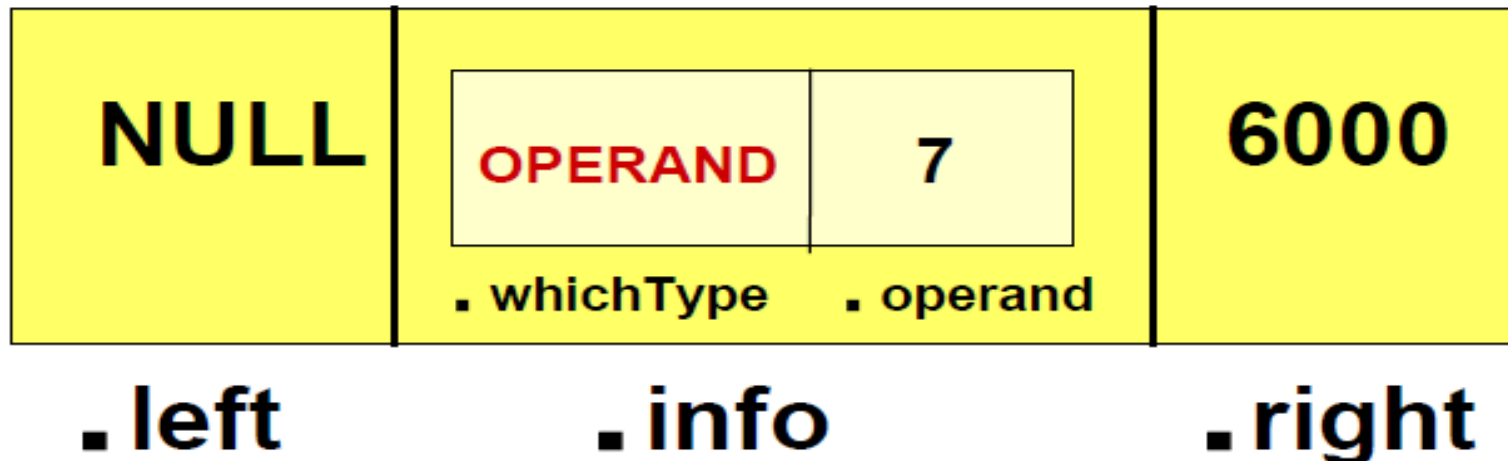 NULL
OPERAND 7
6000
. whichType . operand
. left . info . right